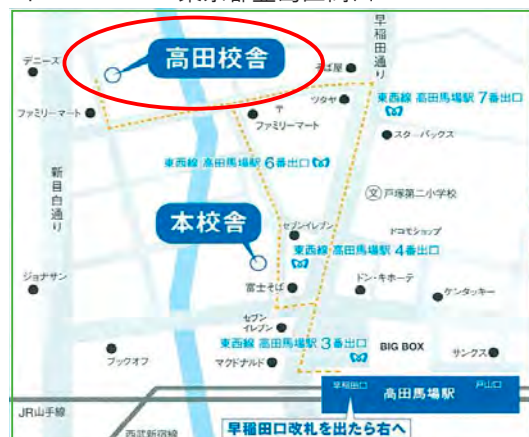 デニーズ
高田校舎
そば屋
早稲田通り
ファミリーマート
〒
ファミリーマート
ツタヤ
東西線 高田馬場駅 7番出口
スターバックス
東西線 高田馬場駅 6番出口
新目白通り
文 戸塚第二小学校
本校舎
セブンイレブン
ドコモショップ
東西線 高田馬場駅 4番出口
ジョナサン
富士そば
ドン・キホーテ
ケンタッキー
セブン
イレブン
東西線 高田馬場駅 3番出口
BIG BOX
サンクス
ブックオフ
マクドナルド
早稲田口
高田馬場駅
戸山口
JR山手線
西武新宿線
早稲田口改札を出たら右へ